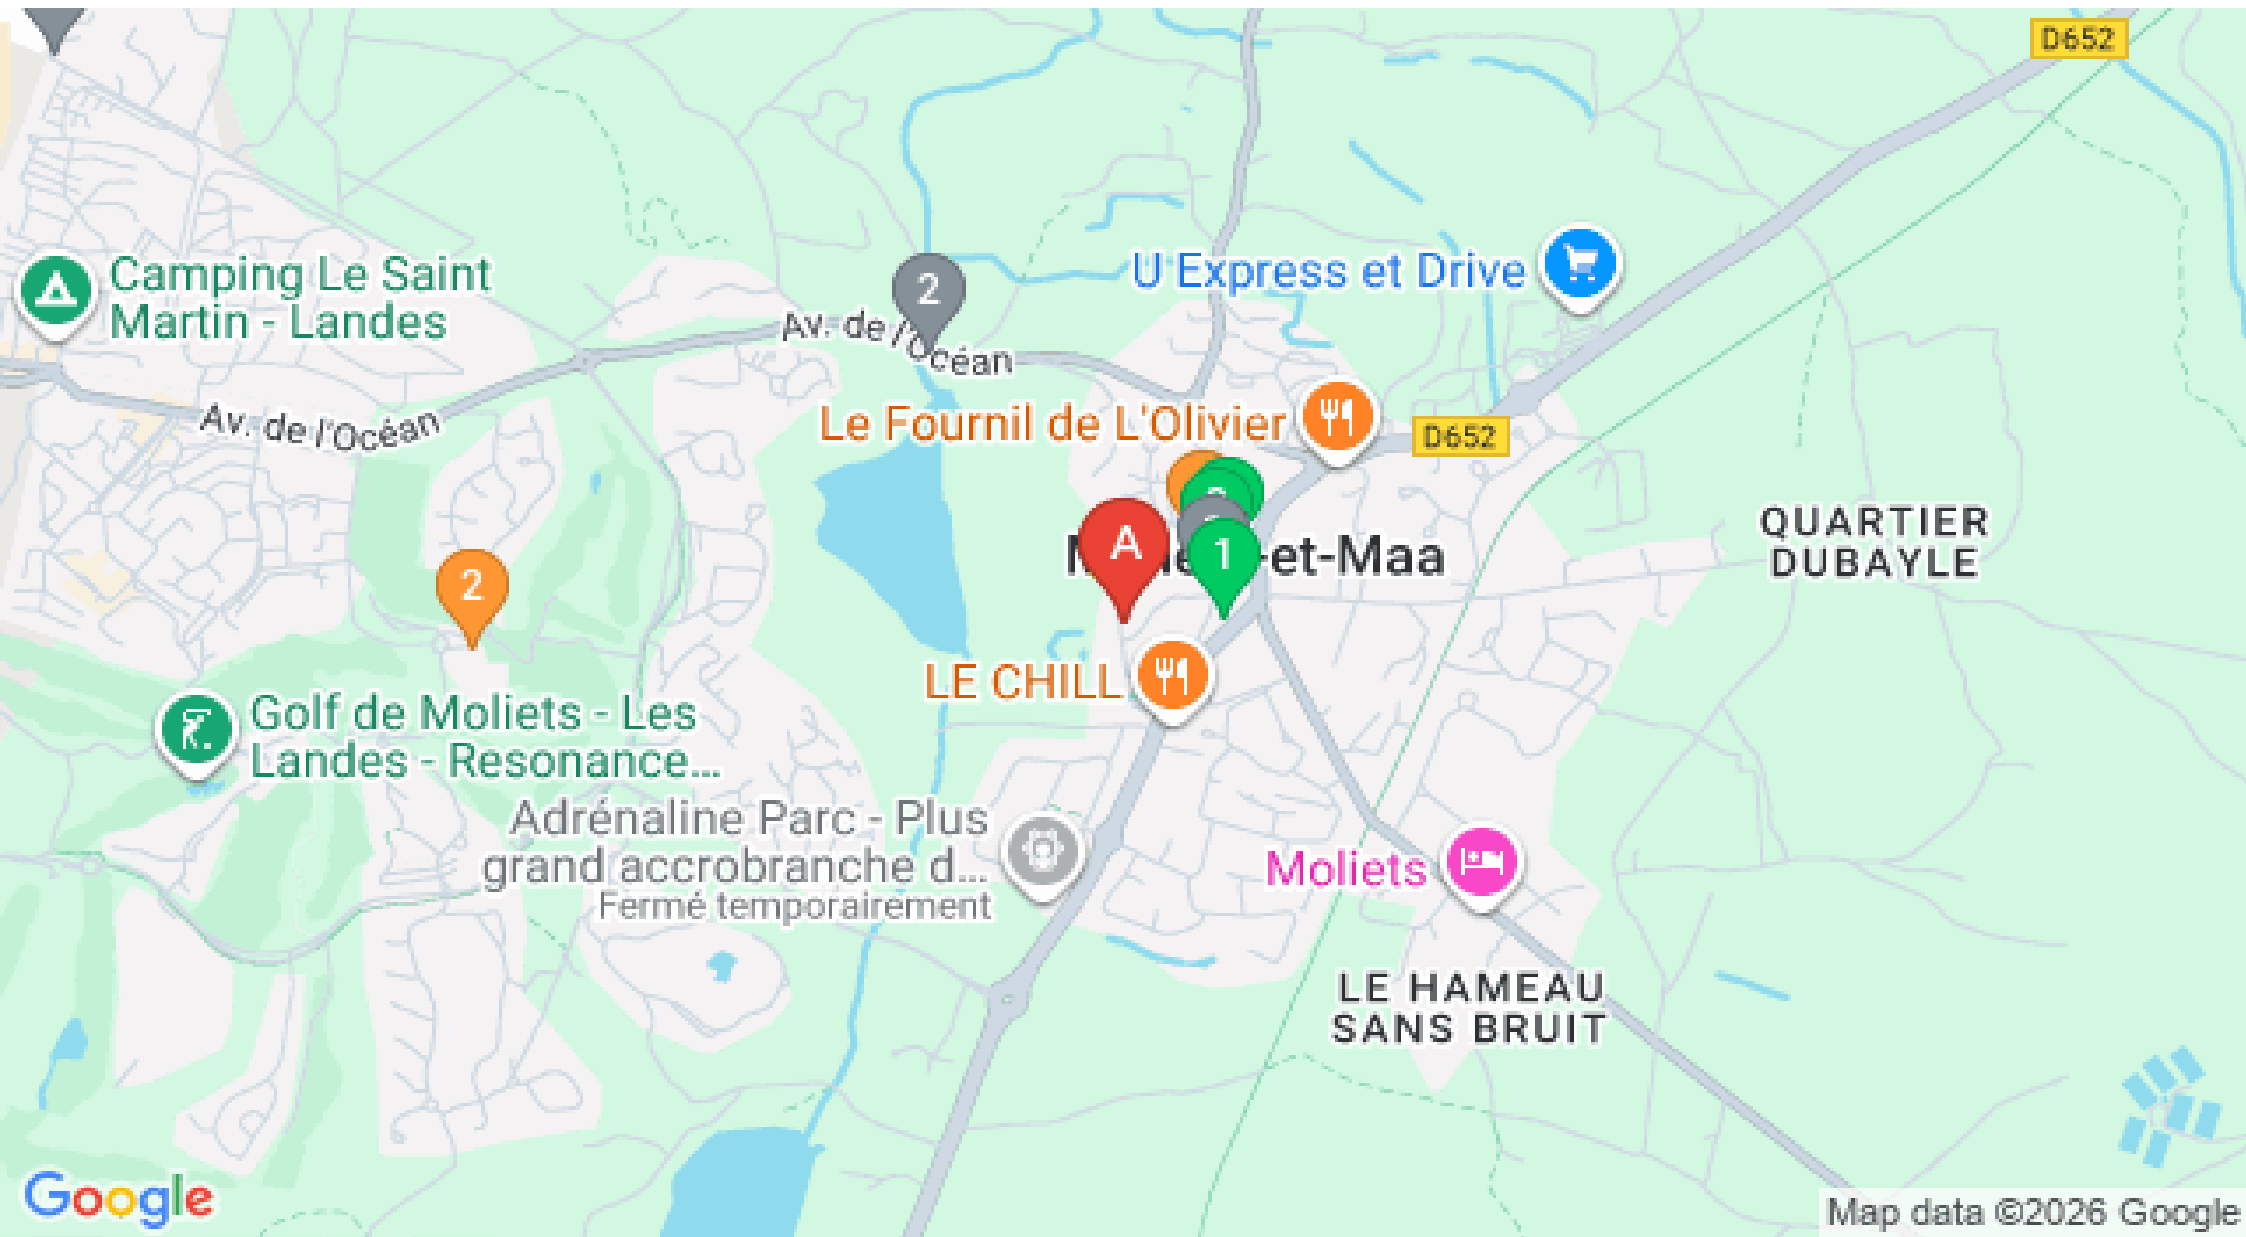 D652
Camping Le Saint
Martin - Landes
2
U Express et Drive
Av. de l'Océan
Av. de l'Océan
Le Fournil de L'Olivier
D652
A
1
-et-Maa
QUARTIER
DUBAYLE
2
LE CHILL
Golf de Moliets - Les
Landes - Resonance...
Adrénaline Parc - Plus
grand accrobranche d...
Fermé temporairement
Moliets
LE HAMEAU
SANS BRUIT
Google
Map data ©2026 Google